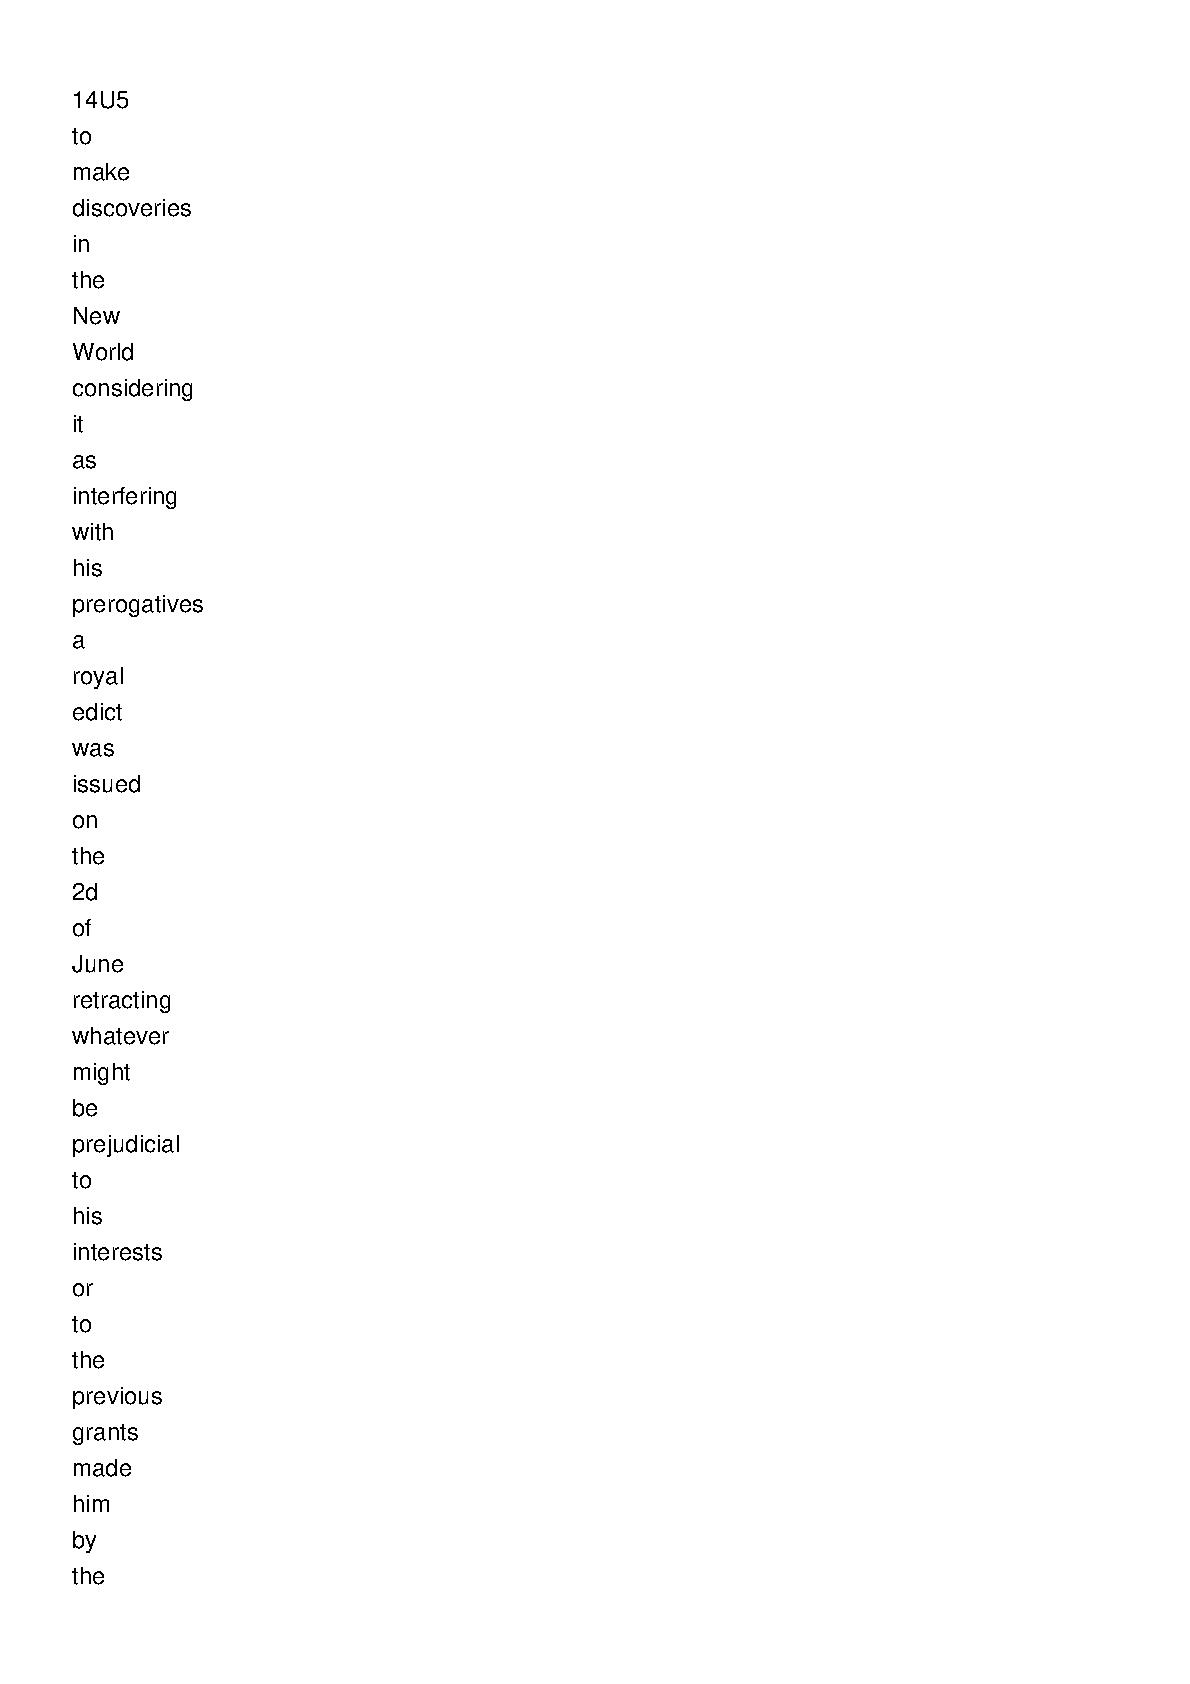 14U5
to
make
discoveries
in
the
New
World
considering
it
as
interfering
with
his
prerogatives
a
royal
edict
was
issued
on
the
2d
of
June
retracting
whatever
might
be
prejudicial
to
his
interests
or
to
the
previous
grants
made
him
by
the